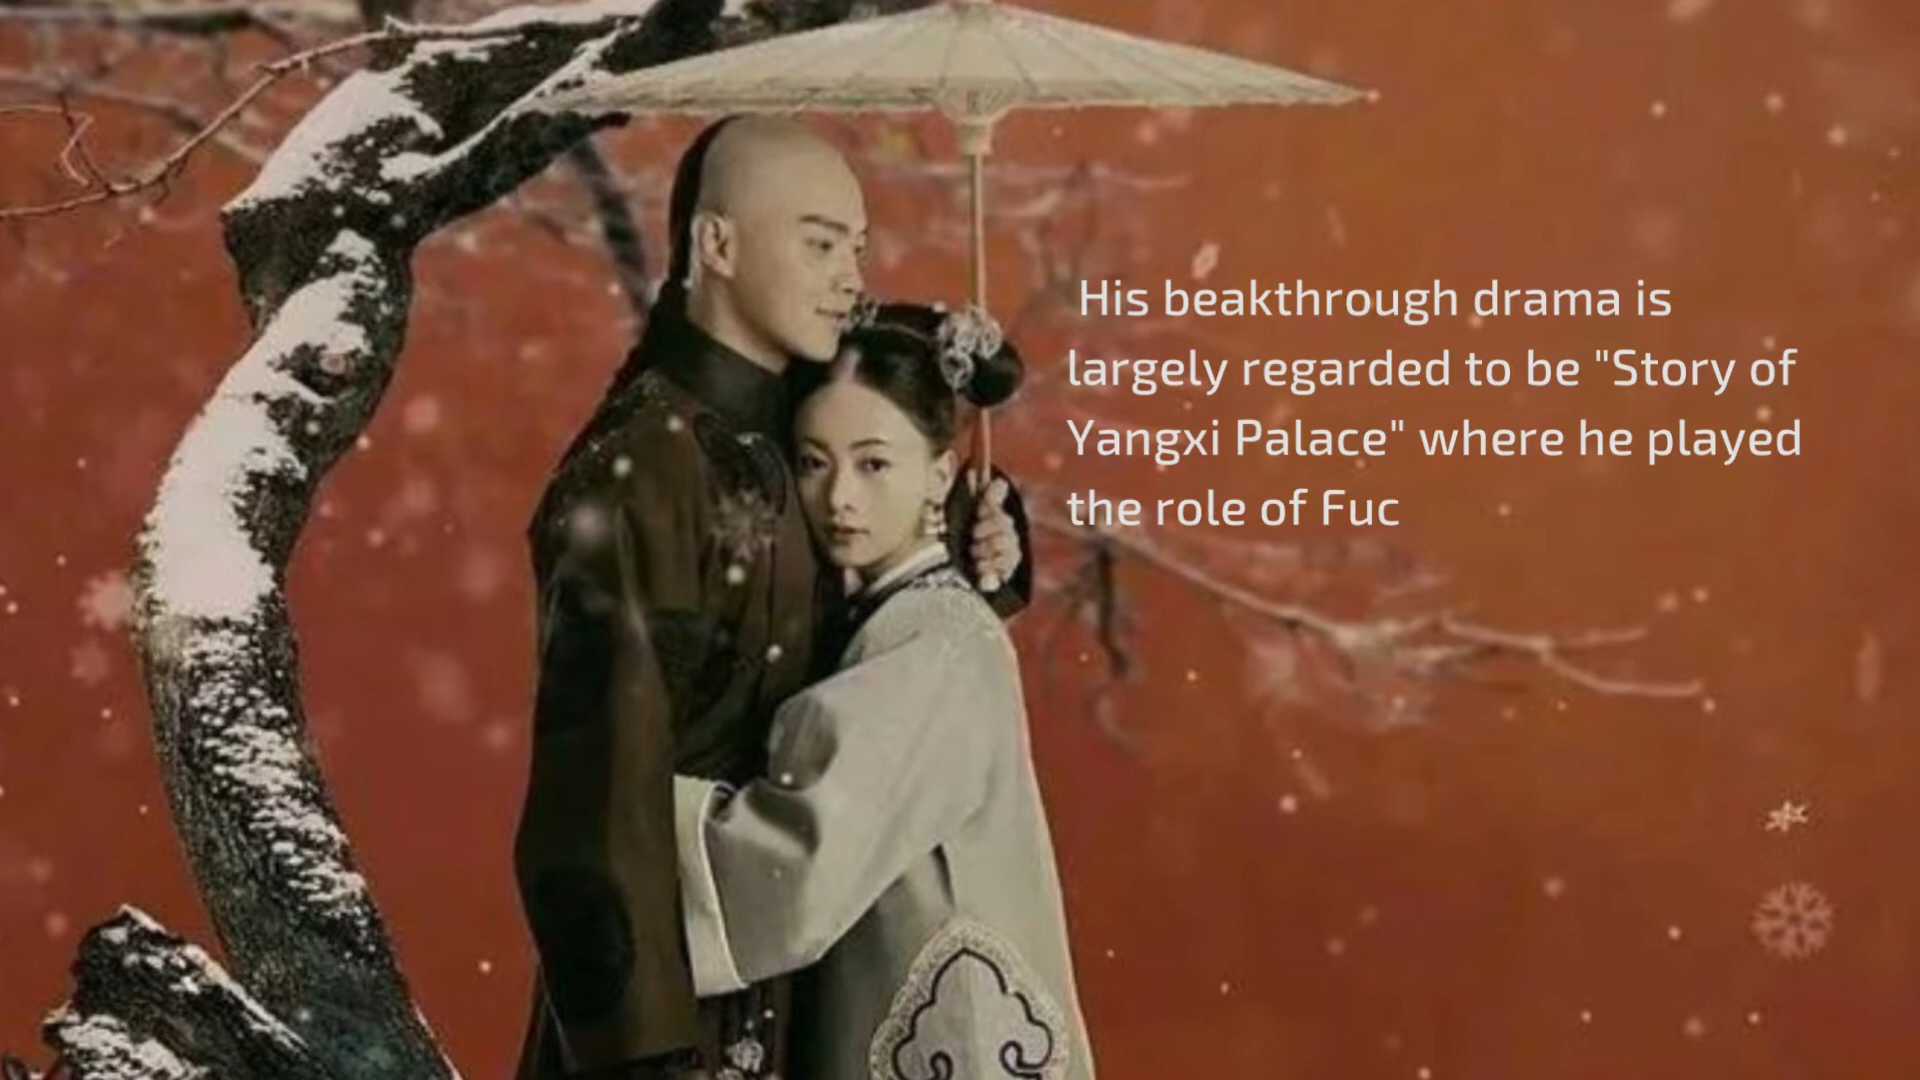 His beakthrough drama is
largely regarded to be "Story of
Yangxi Palace" where he played
the role of Fuc